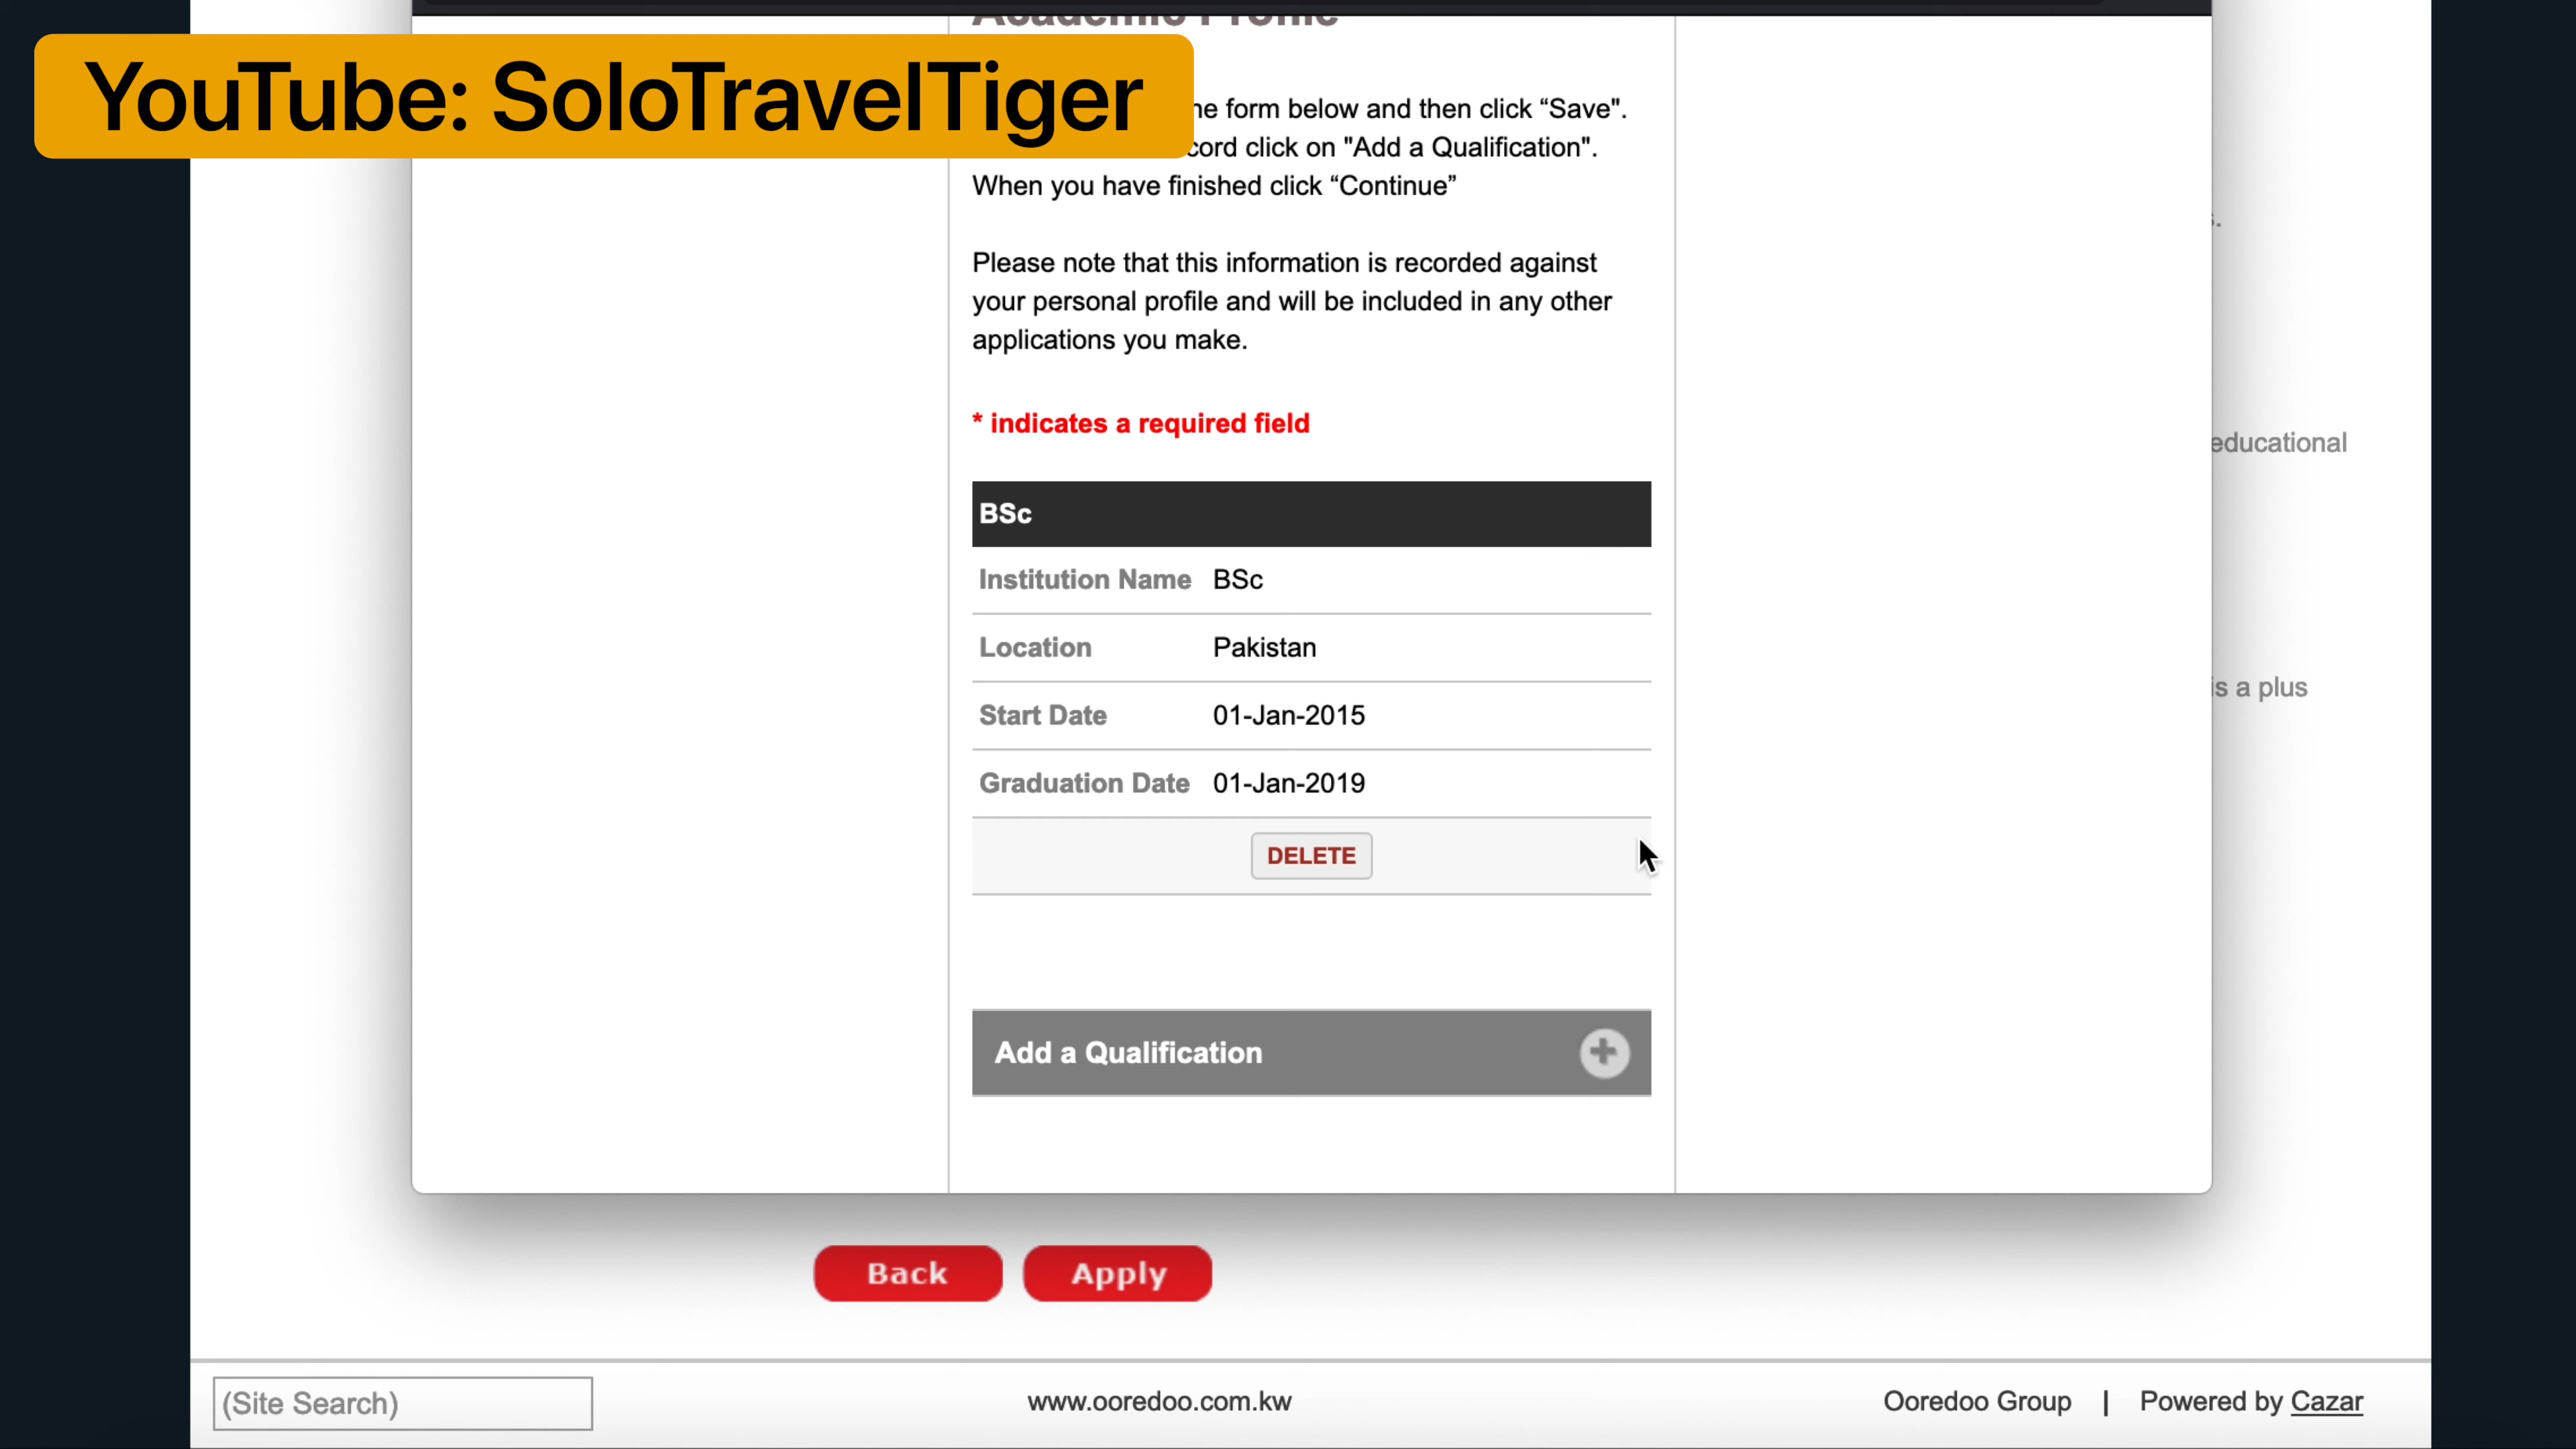 Academic Profile
YouTube: SoloTravelTiger
he form below and then click “Save".
cord click on "Add a Qualification".
When you have finished click “Continue”
s.
Please note that this information is recorded against
your personal profile and will be included in any other
applications you make.
* indicates a required field
educational
BSc
Institution Name BSc
Location Pakistan
is a plus
Start Date 01-Jan-2015
Graduation Date 01-Jan-2019
DELETE
Add a Qualification
Back Apply
(Site Search) www.ooredoo.com.kw Ooredoo Group | Powered by Cazar